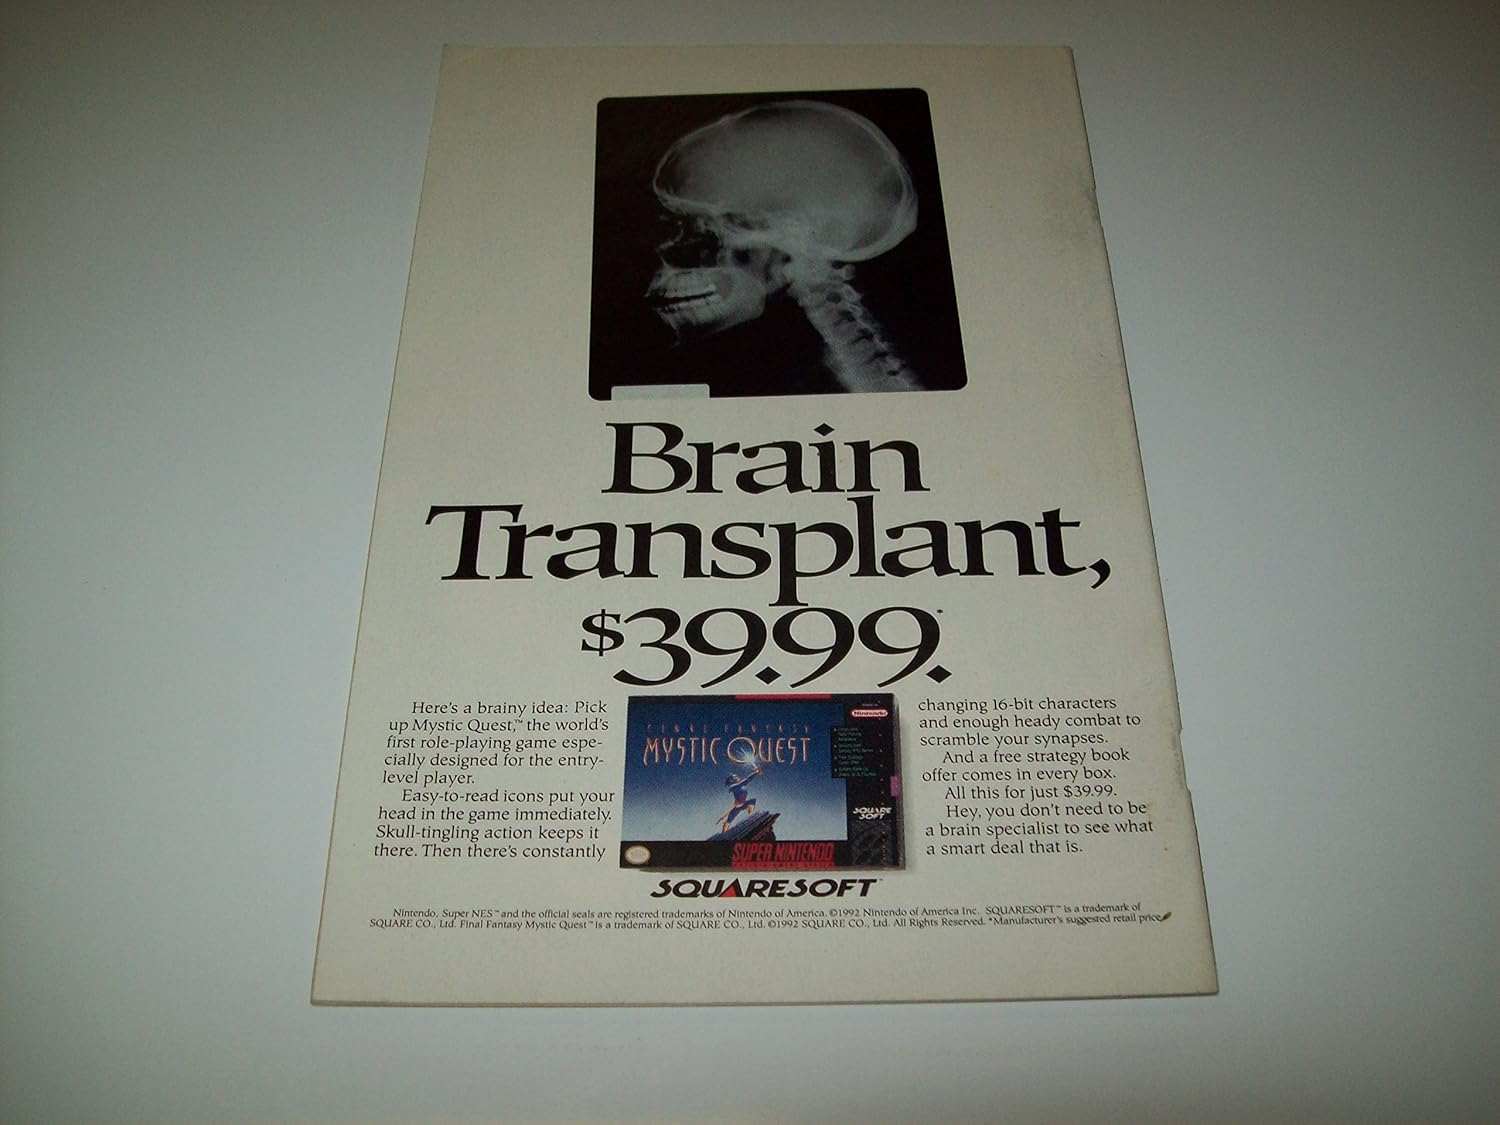 Brain
Transplant,
$39.99.*
Here's a brainy idea: Pick
up Mystic Quest,™ the world's
first role-playing game espe-
cially designed for the entry-
level player.
Easy-to-read icons put your
head in the game immediately.
Skull-tingling action keeps it
there. Then there's constantly
FINAL FANTASY
MYSTIC QUEST
Nintendo
SQUARE
SOFT
SUPER NINTENDO
changing 16-bit characters
and enough heady combat to
scramble your synapses.
And a free strategy book
offer comes in every box.
All this for just $39.99.
Hey, you don't need to be
a brain specialist to see what
a smart deal that is.
SQUARESOFT™
Nintendo, Super NES™ and the official seals are registered trademarks of Nintendo of America. ©1992 Nintendo of America Inc. SQUARESOFT™ is a trademark of
SQUARE CO., Ltd. Final Fantasy Mystic Quest™ is a trademark of SQUARE CO., Ltd. ©1992 SQUARE CO., Ltd. All Rights Reserved. *Manufacturer's suggested retail price